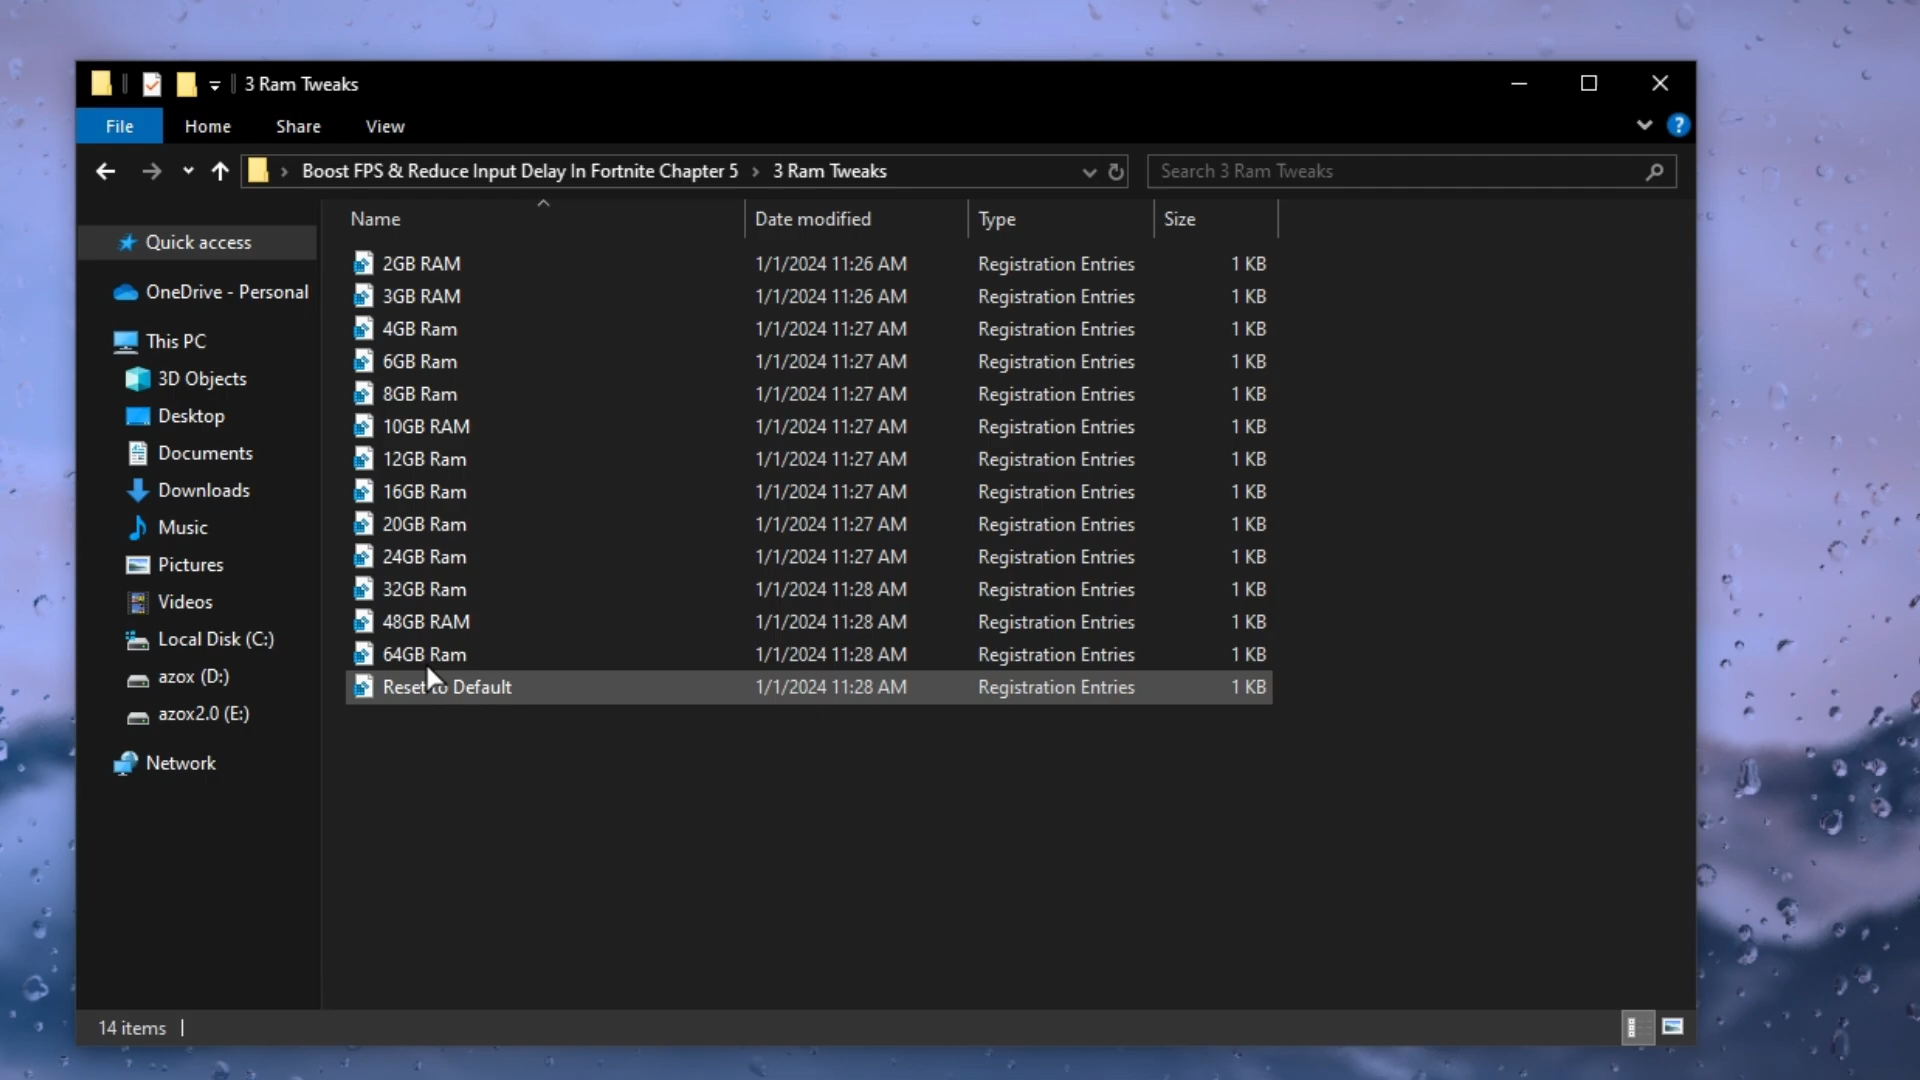 3 Ram Tweaks
File Home Share View
Boost FPS & Reduce Input Delay In Fortnite Chapter 5 > 3 Ram Tweaks
Search 3 Ram Tweaks
Name Date modified Type Size
Quick access
OneDrive - Personal
This PC
3D Objects
Desktop
Documents
Downloads
Music
Pictures
Videos
Local Disk (C:)
azox (D:)
azox2.0 (E:)
Network
2GB RAM 1/1/2024 11:26 AM Registration Entries 1 KB
3GB RAM 1/1/2024 11:26 AM Registration Entries 1 KB
4GB Ram 1/1/2024 11:27 AM Registration Entries 1 KB
6GB Ram 1/1/2024 11:27 AM Registration Entries 1 KB
8GB Ram 1/1/2024 11:27 AM Registration Entries 1 KB
10GB RAM 1/1/2024 11:27 AM Registration Entries 1 KB
12GB Ram 1/1/2024 11:27 AM Registration Entries 1 KB
16GB Ram 1/1/2024 11:27 AM Registration Entries 1 KB
20GB Ram 1/1/2024 11:27 AM Registration Entries 1 KB
24GB Ram 1/1/2024 11:27 AM Registration Entries 1 KB
32GB Ram 1/1/2024 11:28 AM Registration Entries 1 KB
48GB RAM 1/1/2024 11:28 AM Registration Entries 1 KB
64GB Ram 1/1/2024 11:28 AM Registration Entries 1 KB
Reset to Default 1/1/2024 11:28 AM Registration Entries 1 KB
14 items